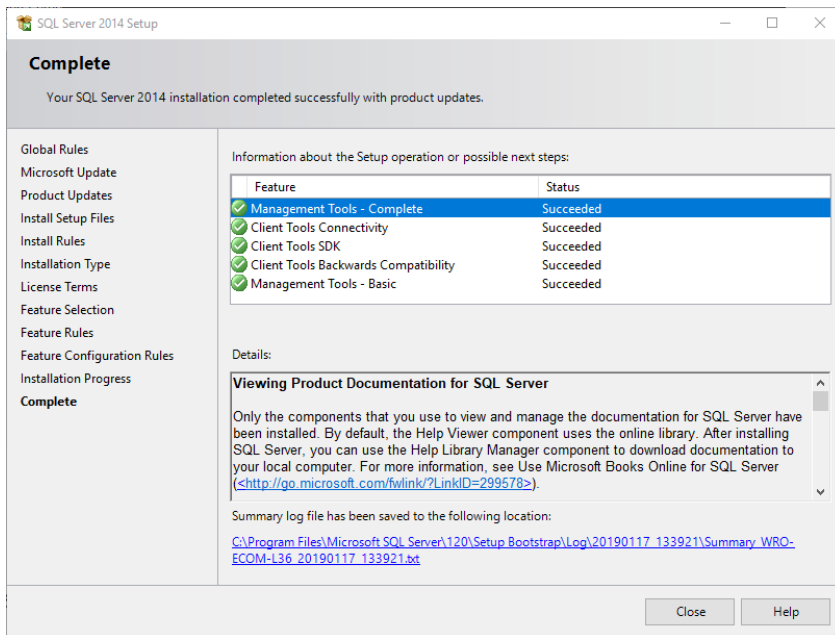 SQL Server 2014 Setup
Complete
Your SQL Server 2014 installation completed successfully with product updates.
Global Rules
Microsoft Update
Product Updates
Install Setup Files
Install Rules
Installation Type
License Terms
Feature Selection
Feature Rules
Feature Configuration Rules
Installation Progress
Complete
Information about the Setup operation or possible next steps:
Feature Status
Management Tools - Complete Succeeded
Client Tools Connectivity Succeeded
Client Tools SDK Succeeded
Client Tools Backwards Compatibility Succeeded
Management Tools - Basic Succeeded
Details:
Viewing Product Documentation for SQL Server
Only the components that you use to view and manage the documentation for SQL Server have
been installed. By default, the Help Viewer component uses the online library. After installing
SQL Server, you can use the Help Library Manager component to download documentation to
your local computer. For more information, see Use Microsoft Books Online for SQL Server
(<http://go.microsoft.com/fwlink/?LinkID=299578>).
Summary log file has been saved to the following location:
C:\Program Files\Microsoft SQL Server\120\Setup Bootstrap\Log\20190117_133921\Summary_WRO-
ECOM-L36_20190117_133921.txt
Close Help